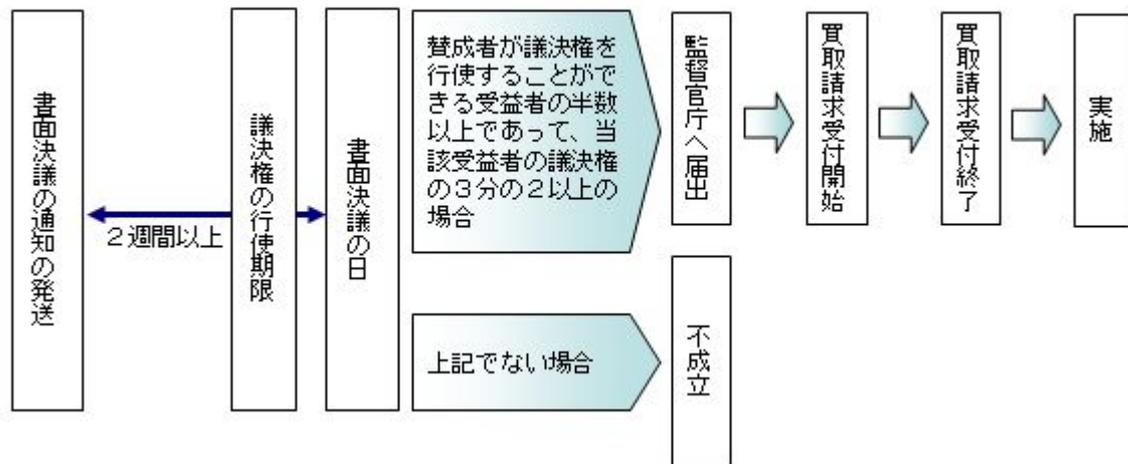 書面決議の通知の発送
２週間以上
議決権の行使期限
書面決議の日
賛成者が議決権を
行使することがで
きる受益者の半数
以上であって、当
該受益者の議決権
の３分の２以上の
場合
監督官庁へ届出
買取請求受付開始
買取請求受付終了
実施
上記でない場合
不成立